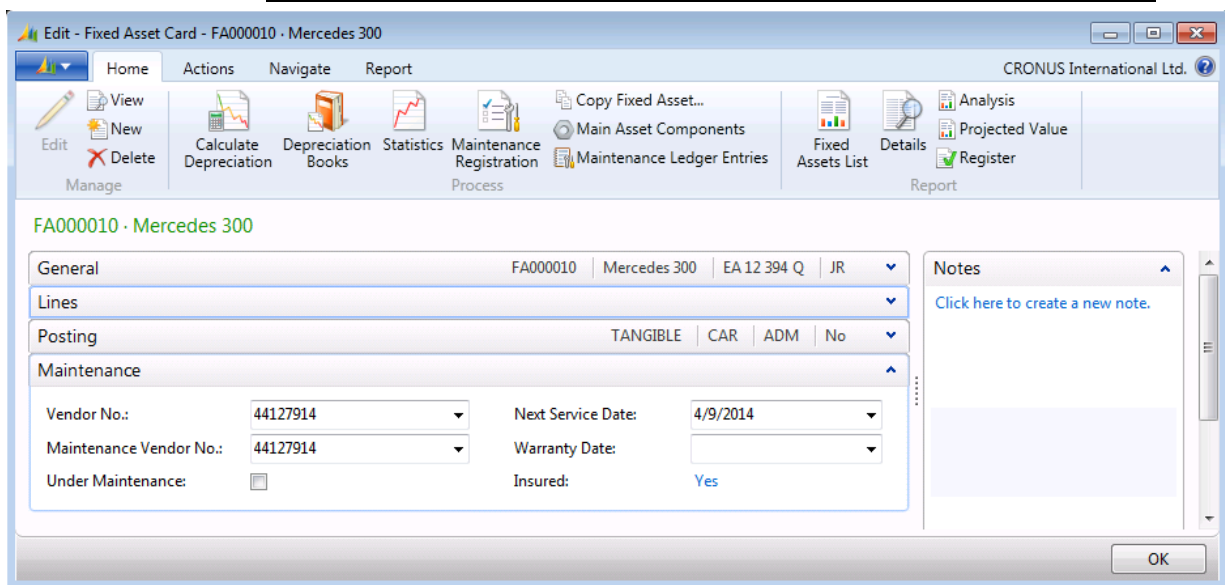 Edit - Fixed Asset Card - FA000010 · Mercedes 300
Home Actions Navigate Report CRONUS International Ltd.
Edit
View
New
Delete
Manage
Calculate Depreciation
Depreciation Books
Statistics
Maintenance Registration
Copy Fixed Asset...
Main Asset Components
Maintenance Ledger Entries
Process
Fixed Assets List
Details
Analysis
Projected Value
Register
Report
FA000010 · Mercedes 300
General FA000010 Mercedes 300 EA 12 394 Q JR
Lines
Posting TANGIBLE CAR ADM No
Maintenance
Vendor No.: 44127914 Next Service Date: 4/9/2014
Maintenance Vendor No.: 44127914 Warranty Date:
Under Maintenance: Insured: Yes
Notes
Click here to create a new note.
OK